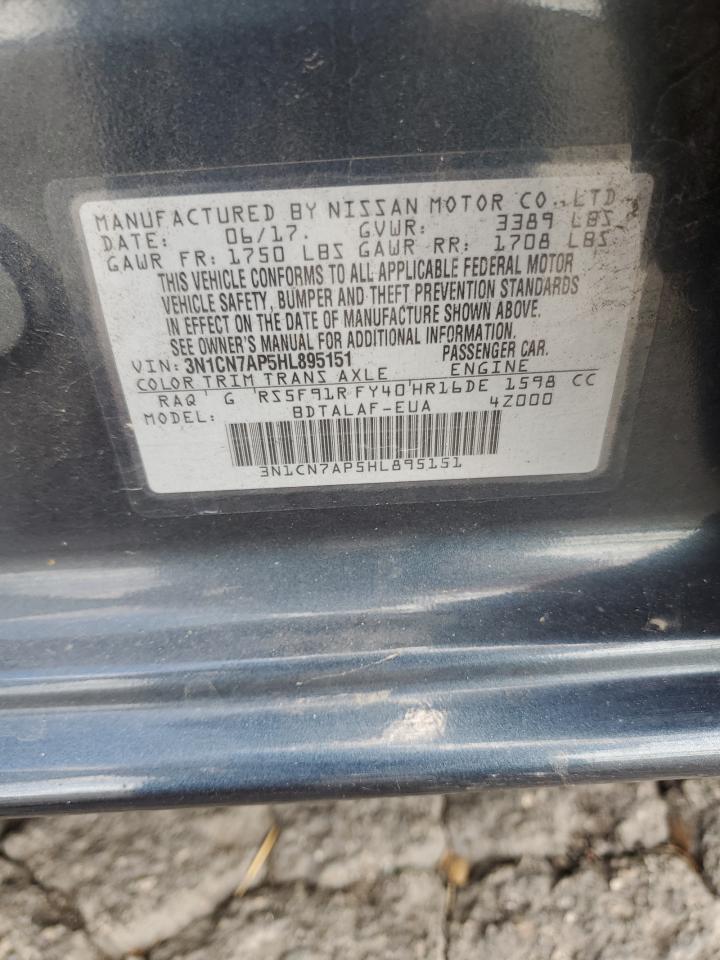 MANUFACTURED BY NISSAN MOTOR CO.,LTD
DATE: 06/17. GVWR: 3389 LBS
GAWR FR: 1750 LBS GAWR RR: 1708 LBS
THIS VEHICLE CONFORMS TO ALL APPLICABLE FEDERAL MOTOR
VEHICLE SAFETY, BUMPER AND THEFT PREVENTION STANDARDS
IN EFFECT ON THE DATE OF MANUFACTURE SHOWN ABOVE.
SEE OWNER'S MANUAL FOR ADDITIONAL INFORMATION.
VIN: 3N1CN7AP5HL895151 PASSENGER CAR.
COLOR TRIM TRANS AXLE ENGINE
RAQ' G 'RS5F91R FY40'HR16DE 1598 CC
MODEL: BDTALAF-EUA 4Z000
3N1CN7AP5HL895151